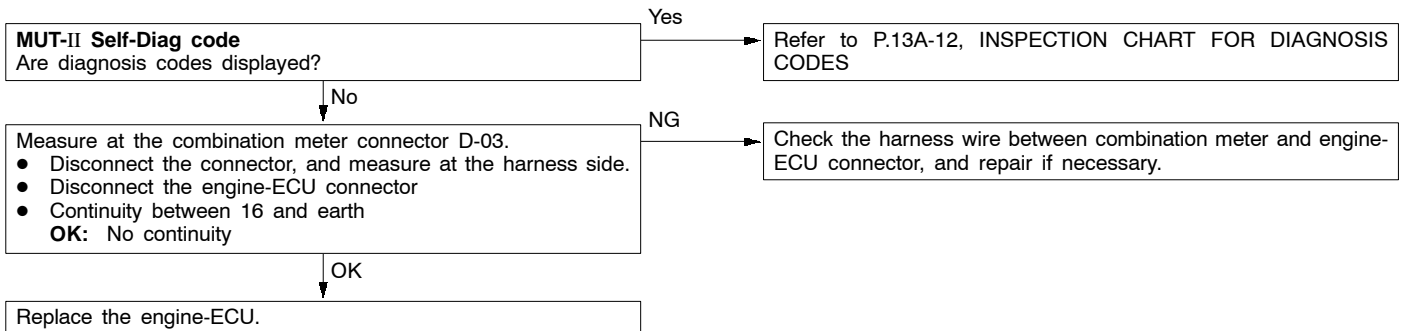 Yes
MUT-II Self-Diag code
Are diagnosis codes displayed?
Refer to P.13A-12, INSPECTION CHART FOR DIAGNOSIS
CODES
No
Measure at the combination meter connector D-03.
● Disconnect the connector, and measure at the harness side.
● Disconnect the engine-ECU connector
● Continuity between 16 and earth
OK: No continuity
NG
Check the harness wire between combination meter and engine-
ECU connector, and repair if necessary.
OK
Replace the engine-ECU.